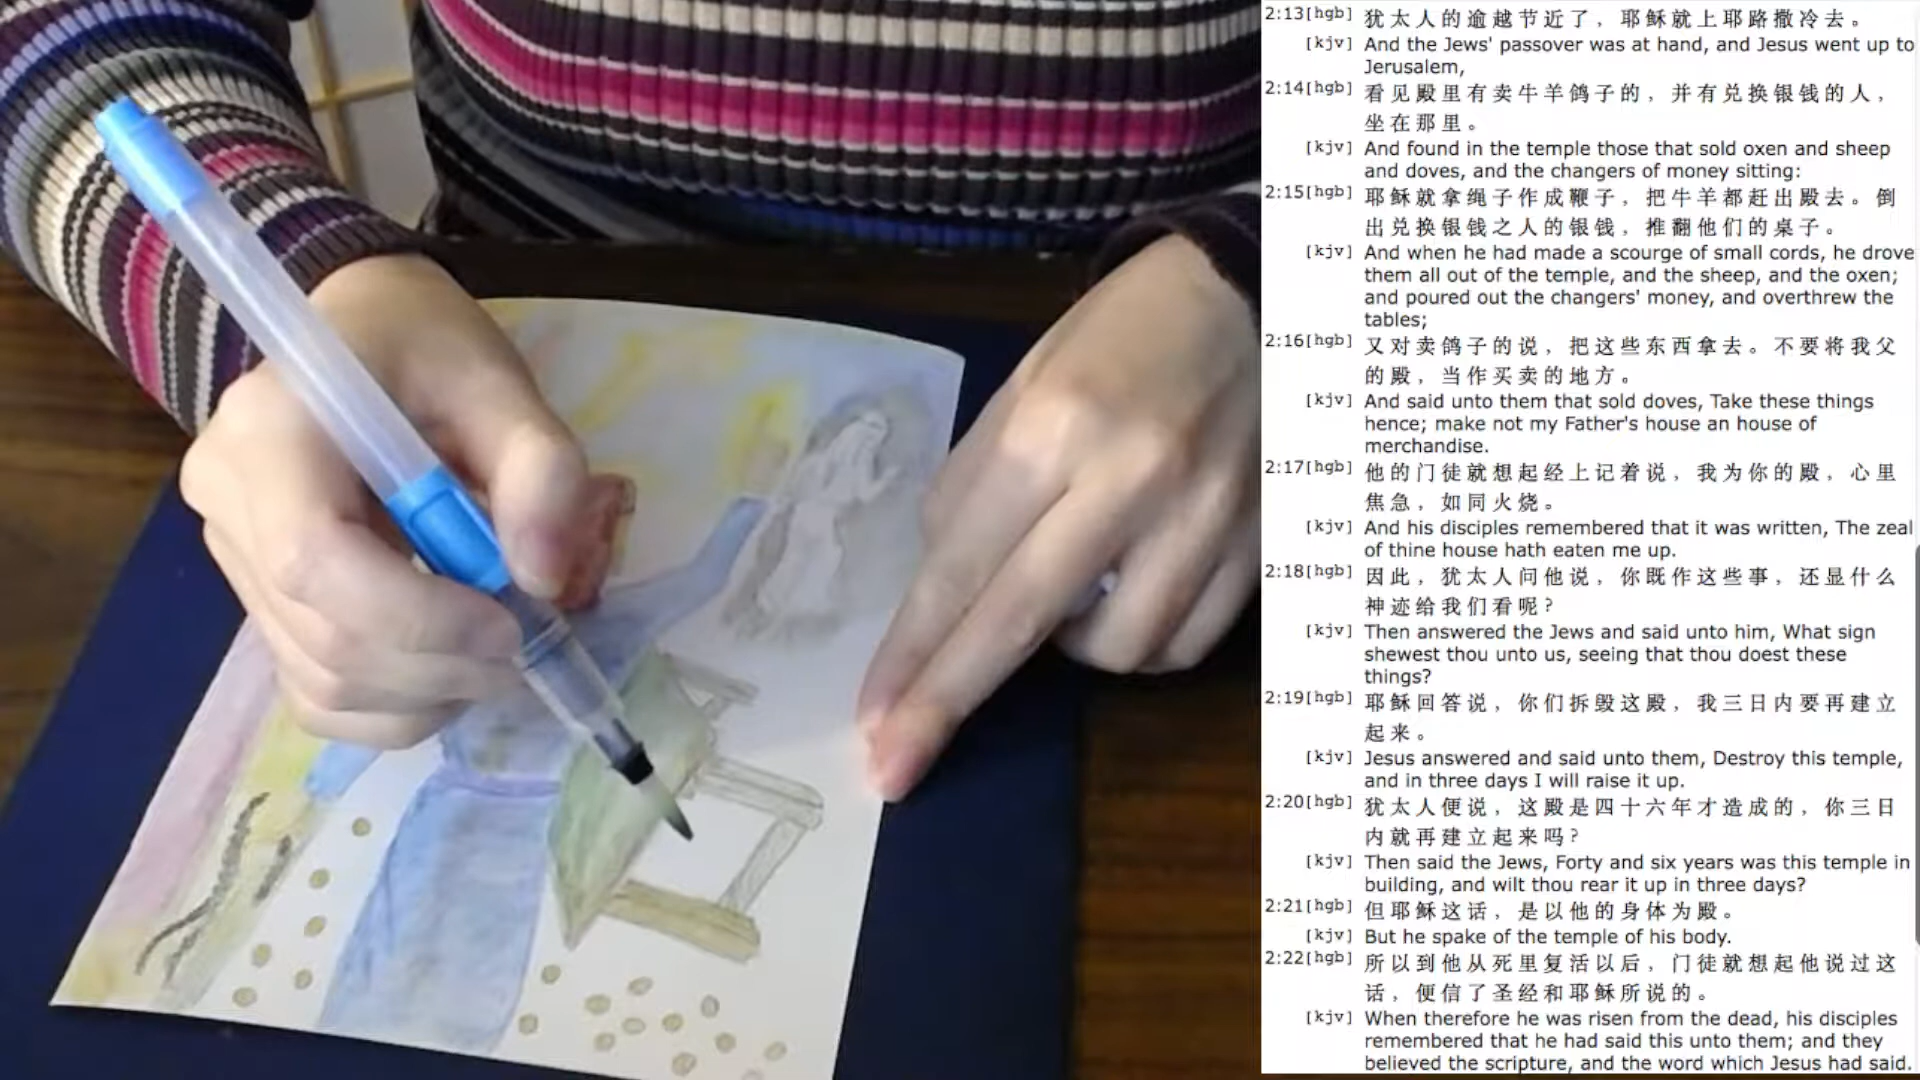 2:13[hgb] 犹太人的逾越节近了，耶稣就上耶路撒冷去。
[kjv] And the Jews' passover was at hand, and Jesus went up to
Jerusalem,
2:14[hgb] 看见殿里有卖牛羊鸽子的，并有兑换银钱的人，
坐在那里。
[kjv] And found in the temple those that sold oxen and sheep
and doves, and the changers of money sitting:
2:15[hgb] 耶稣就拿绳子作成鞭子，把牛羊都赶出殿去。倒
出兑换银钱之人的银钱，推翻他们的桌子。
[kjv] And when he had made a scourge of small cords, he drove
them all out of the temple, and the sheep, and the oxen;
and poured out the changers' money, and overthrew the
tables;
2:16[hgb] 又对卖鸽子的说，把这些东西拿去。不要将我父
的殿，当作买卖的地方。
[kjv] And said unto them that sold doves, Take these things
hence; make not my Father's house an house of
merchandise.
2:17[hgb] 他的门徒就想起经上记着说，我为你的殿，心里
焦急，如同火烧。
[kjv] And his disciples remembered that it was written, The zeal
of thine house hath eaten me up.
2:18[hgb] 因此，犹太人问他说，你既作这些事，还显什么
神迹给我们看呢?
[kjv] Then answered the Jews and said unto him, What sign
shewest thou unto us, seeing that thou doest these
things?
2:19[hgb] 耶稣回答说，你们拆毁这殿，我三日内要再建立
起来。
[kjv] Jesus answered and said unto them, Destroy this temple,
and in three days I will raise it up.
2:20[hgb] 犹太人便说，这殿是四十六年才造成的，你三日
内就再建立起来吗?
[kjv] Then said the Jews, Forty and six years was this temple in
building, and wilt thou rear it up in three days?
2:21[hgb] 但耶稣这话，是以他的身体为殿。
[kjv] But he spake of the temple of his body.
2:22[hgb] 所以到他从死里复活以后，门徒就想起他说过这
话，便信了圣经和耶稣所说的。
[kjv] When therefore he was risen from the dead, his disciples
remembered that he had said this unto them; and they
believed the scripture, and the word which Jesus had said.